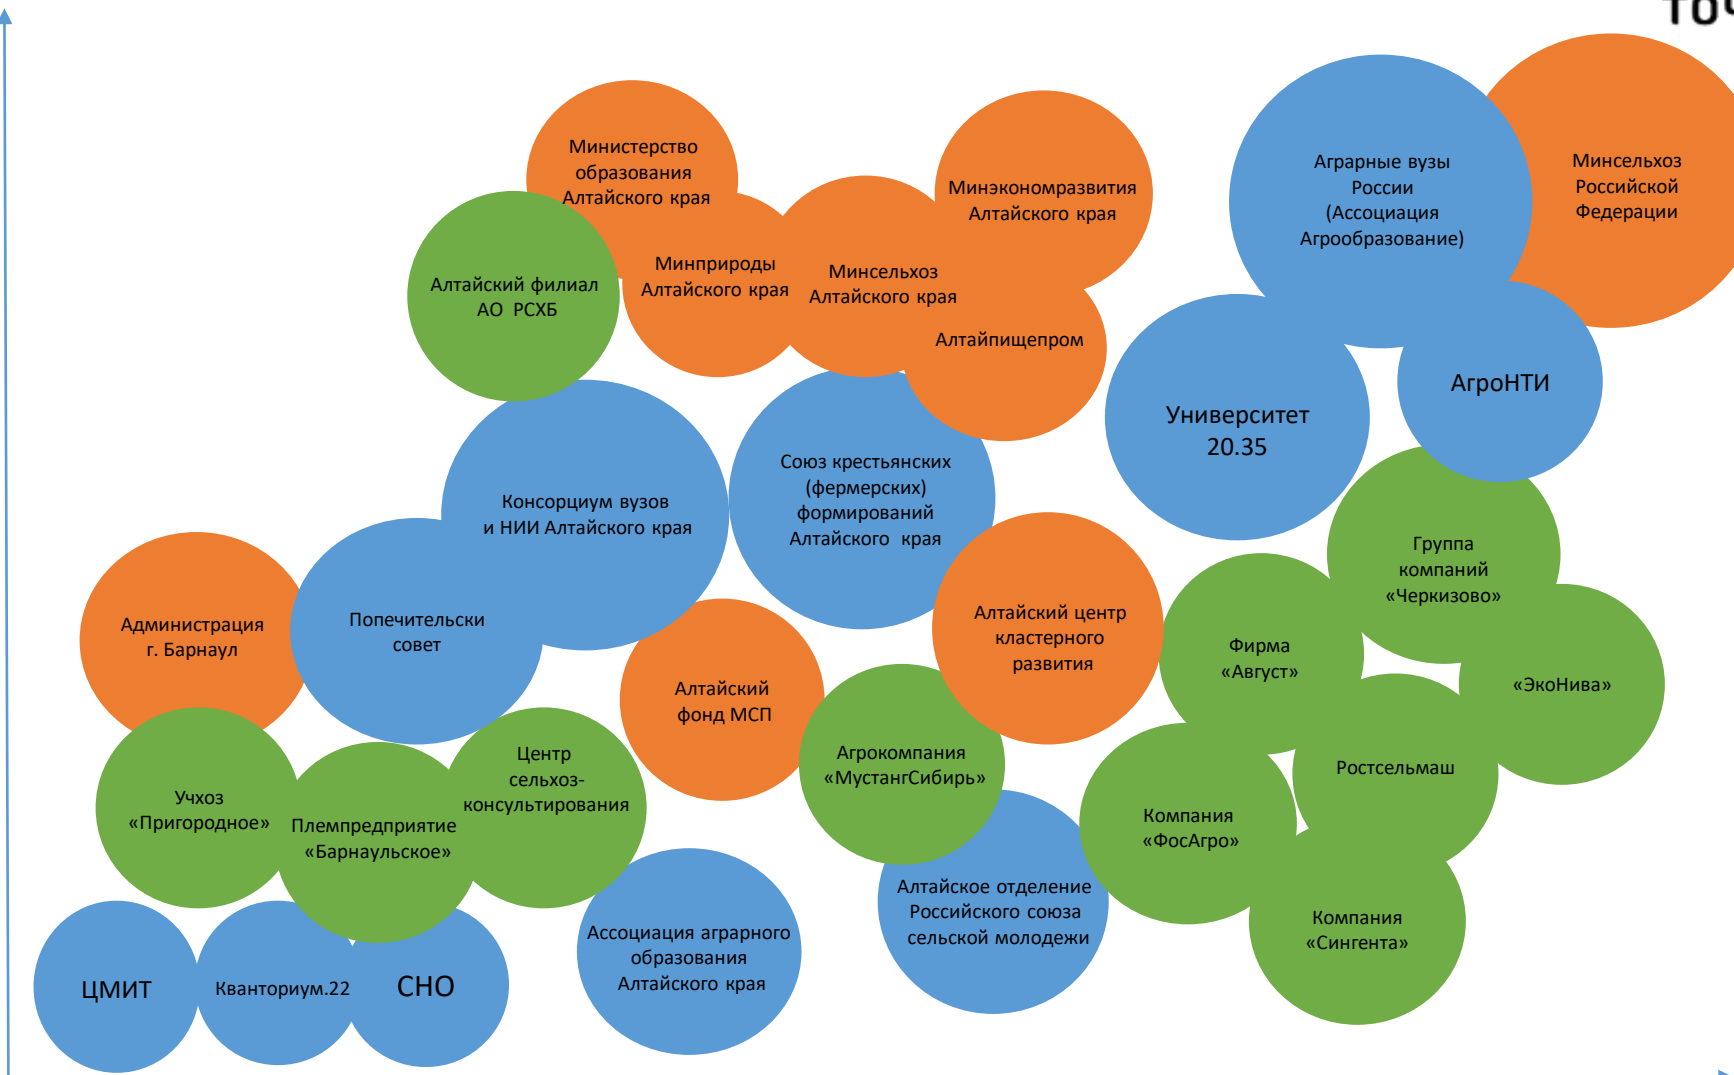 Министерство
образования
Алтайского края
Минэкономразвития
Алтайского края
Аграрные вузы
России
(Ассоциация
Агрообразование)
Минсельхоз
Российской
Федерации
Алтайский филиал
АО РСХБ
Минприроды
Алтайского края
Минсельхоз
Алтайского края
Алтайпищепром
АгроНТИ
Университет
20.35
Консорциум вузов
и НИИ Алтайского края
Союз крестьянских
(фермерских)
формирований
Алтайского края
Группа
компаний
«Черкизово»
Администрация
г. Барнаул
Попечительски
совет
Алтайский
фонд МСП
Алтайский центр
кластерного
развития
Фирма
«Август»
«ЭкоНива»
Учхоз
«Пригородное»
Племпредприятие
«Барнаульское»
Центр
сельхоз-
консультирования
Агрокомпания
«МустангСибирь»
Ростсельмаш
Компания
«ФосАгро»
Алтайское отделение
Российского союза
сельской молодежи
Компания
«Сингента»
Ассоциация аграрного
образования
Алтайского края
ЦМИТ
Кванториум.22
СНО